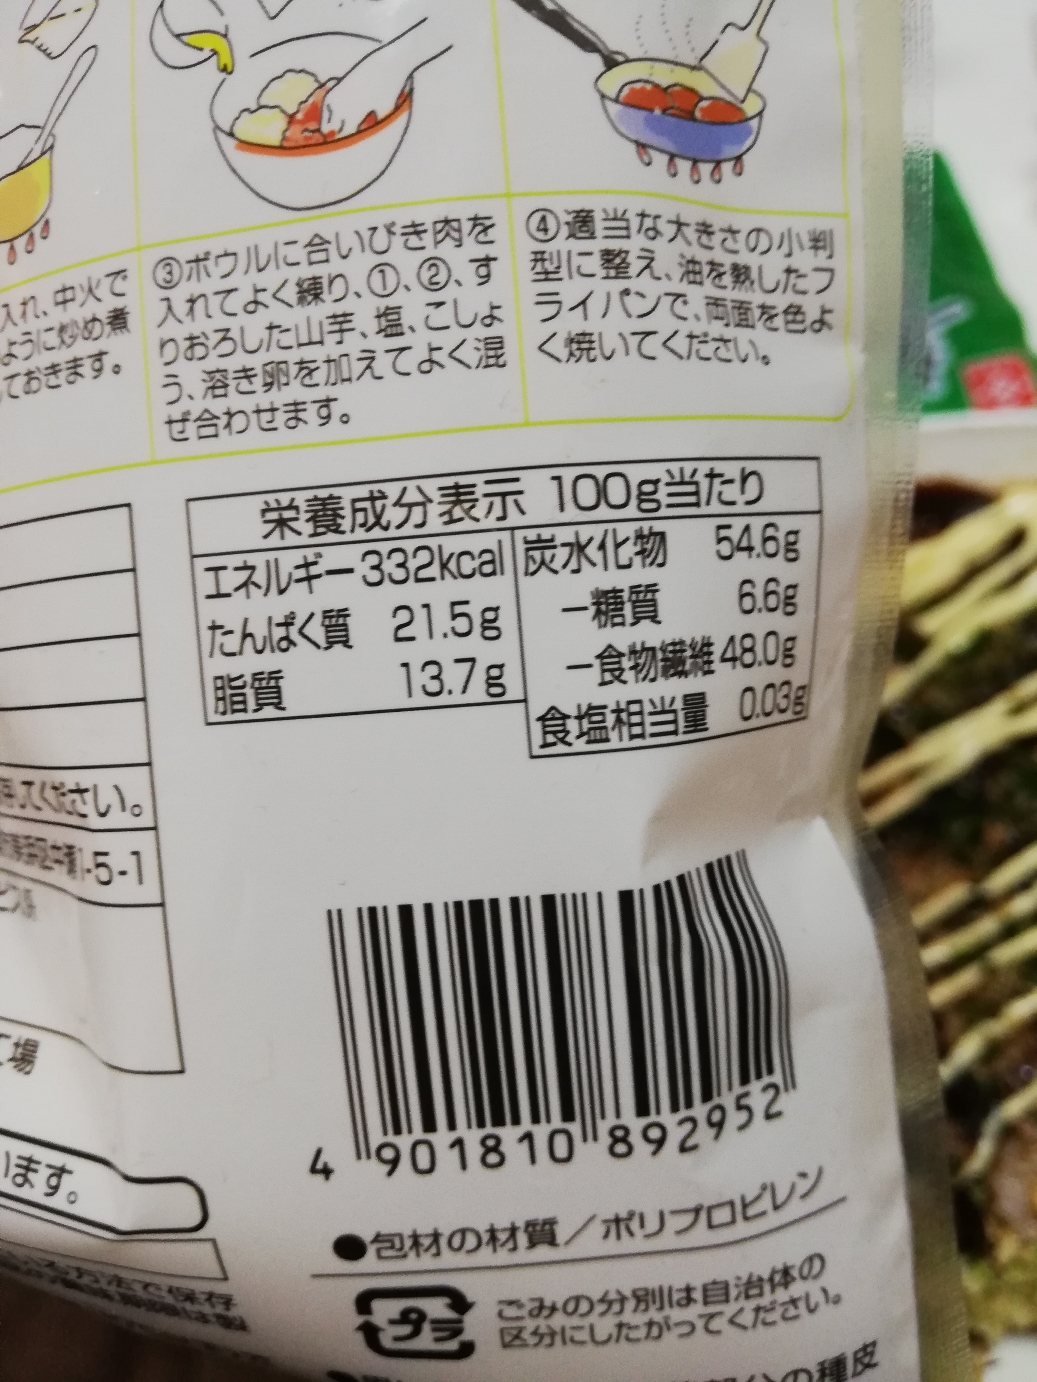 入れ、中火で
ように炒め煮
ておきます。
③ボウルに合いびき肉を
入れてよく練り、①、②、す
りおろした山芋、塩、こしょ
う、溶き卵を加えてよく混
ぜ合わせます。
④適当な大きさの小判
型に整え、油を熱したフ
ライパンで、両面を色よ
く焼いてください。
栄養成分表示 100g当たり
エネルギー 332kcal
たんぱく質 21.5g
脂質 13.7g
炭水化物 54.6g
－糖質 6.6g
－食物繊維 48.0g
食塩相当量 0.03g
てください。
1-5-1
工場
います。
方法で保存
4 901810 892952
●包材の材質／ポリプロピレン
プラ
ごみの分別は自治体の
区分にしたがってください。
の種皮